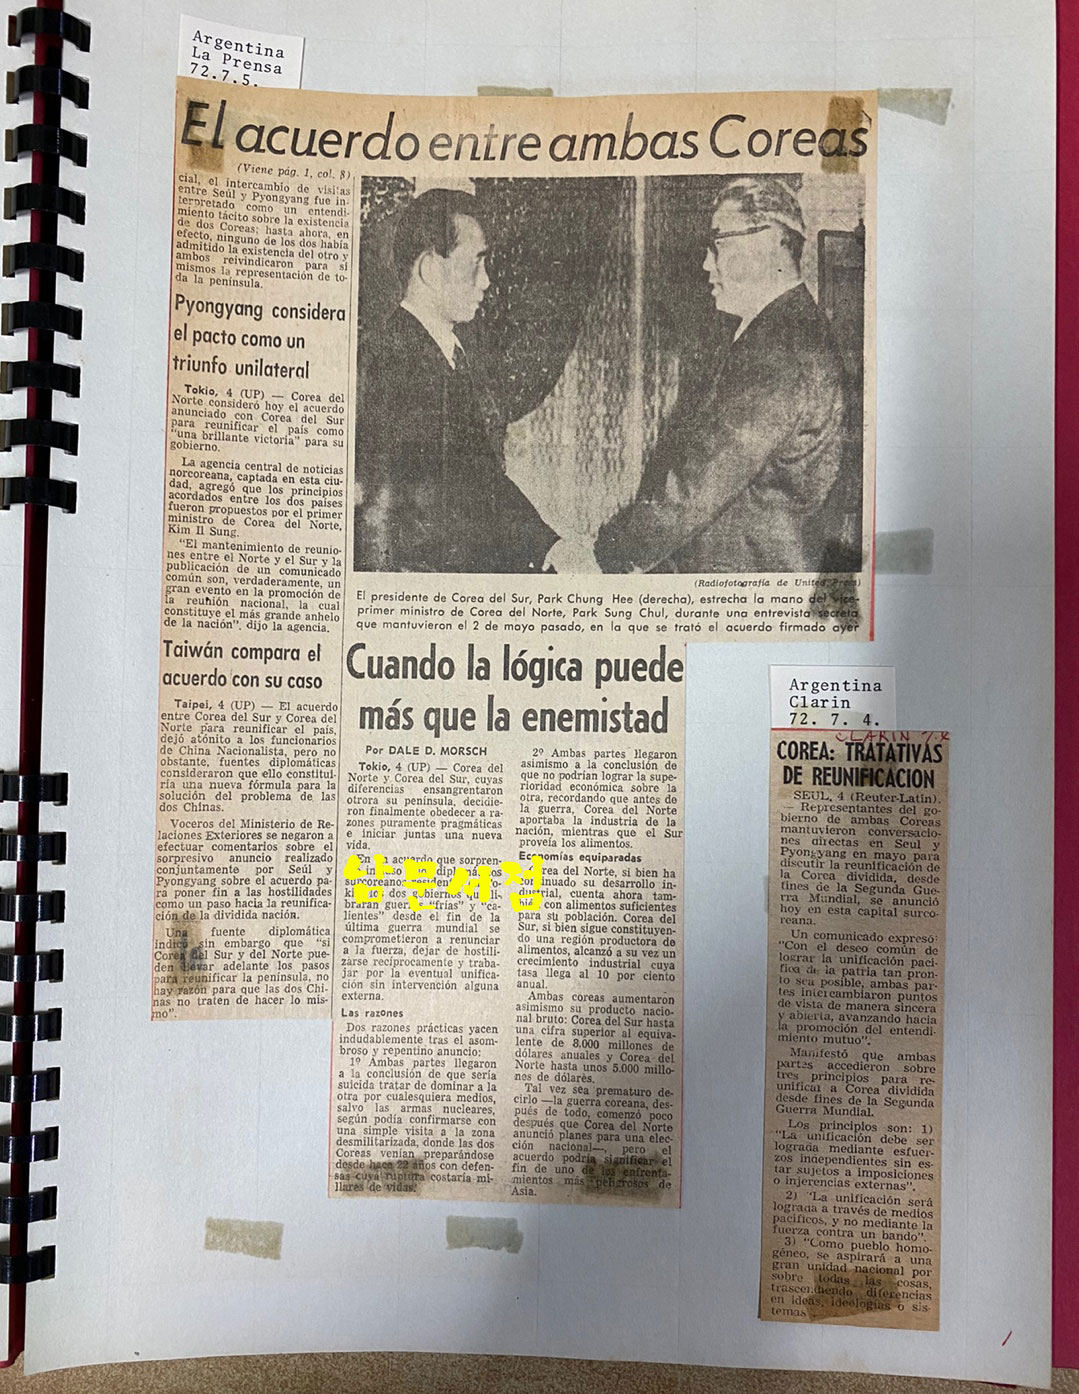 Argentina
La Prensa
72.7.5.
El acuerdo entre ambas Coreas
(Viene pág. 1, col. 8)
cial, el intercambio de visitas
entre Seúl y Pyongyang fue in-
terpretado como un entendi-
miento tácito sobre la existencia
de dos Coreas; hasta ahora, en
efecto, ninguno de los dos había
admitido la existencia del otro y
ambos reivindicaron para sí
mismos la representación de to-
da la península.
Pyongyang considera
el pacto como un
triunfo unilateral
Tokio, 4 (UP) — Corea del
Norte consideró hoy el acuerdo
anunciado con Corea del Sur
para reunificar el país como
"una brillante victoria" para su
gobierno.
La agencia central de noticias
norcoreana, captada en esta ciu-
dad, agregó que los principios
acordados entre los dos países
fueron propuestos por el primer
ministro de Corea del Norte,
Kim Il Sung.
"El mantenimiento de reunio-
nes entre el Norte y el Sur y la
publicación de un comunicado
común son, verdaderamente, un
gran evento en la promoción de
la reunión nacional, la cual
constituye el más grande anhelo
de la nación", dijo la agencia.
Taiwán compara el
acuerdo con su caso
Taipei, 4 (UP) — El acuerdo
entre Corea del Sur y Corea del
Norte para reunificar el país,
dejó atónito a los funcionarios
de China Nacionalista, pero no
obstante, fuentes diplomáticas
consideraron que ello constitui-
ría una nueva fórmula para la
solución del problema de las
dos Chinas.
Voceros del Ministerio de Re-
laciones Exteriores se negaron a
efectuar comentarios sobre el
sorpresivo anuncio realizado
conjuntamente por Seúl y
Pyongyang sobre el acuerdo pa-
ra poner fin a las hostilidades
como un paso hacia la reunifica-
ción de la dividida nación.
Una fuente diplomática
indicó sin embargo que "si
Corea del Sur y del Norte pue-
den llevar adelante los pasos
para reunificar la península, no
hay razón para que las dos Chi-
nas no traten de hacer lo mis-
mo".
(Radiofotografía de United Press)
El presidente de Corea del Sur, Park Chung Hee (derecha), estrecha la mano del vice-
primer ministro de Corea del Norte, Park Sung Chul, durante una entrevista secreta
que mantuvieron el 2 de mayo pasado, en la que se trató el acuerdo firmado ayer
Cuando la lógica puede
más que la enemistad
Por DALE D. MORSCH
Tokio, 4 (UP) — Corea del
Norte y Corea del Sur, cuyas
diferencias ensangrentaron
otrora su península, decidie-
ron finalmente obedecer a ra-
zones puramente pragmáticas
e iniciar juntas una nueva
vida.
En un acuerdo que sorpren-
dió incluso a diplomáticos
surcoreanos residentes
los dos gobiernos que li-
braran guerras "frías" y "ca-
lientes" desde el fin de la
última guerra mundial se
comprometieron a renunciar
a la fuerza, dejar de hostili-
zarse recíprocamente y traba-
jar por la eventual unifica-
ción sin intervención alguna
externa.
Las razones
Dos razones prácticas yacen
indudablemente tras el asom-
broso y repentino anuncio:
1º Ambas partes llegaron
a la conclusión de que sería
suicida tratar de dominar a la
otra por cualesquiera medios,
salvo las armas nucleares,
según podía confirmarse con
una simple visita a la zona
desmilitarizada, donde las dos
Coreas venían preparándose
desde hace 22 años con defen-
sas cuya ruptura costaría mi-
llares de vidas.
2º Ambas partes llegaron
asimismo a la conclusión de
que no podrían lograr la supe-
rioridad económica sobre la
otra, recordando que antes de
la guerra, Corea del Norte
aportaba la industria de la
nación, mientras que el Sur
proveía los alimentos.
Economías equiparadas
Corea del Norte, si bien ha
continuado su desarrollo in-
dustrial, cuenta ahora tam-
bién con alimentos suficientes
para su población. Corea del
Sur, si bien sigue constituyen-
do una región productora de
alimentos, alcanzó a su vez un
crecimiento industrial cuya
tasa llega al 10 por ciento
anual.
Ambas coreas aumentaron
asimismo su producto nacio-
nal bruto: Corea del Sur hasta
una cifra superior al equiva-
lente de 8.000 millones de
dólares anuales y Corea del
Norte hasta unos 5.000 millo-
nes de dólares.
Tal vez sea prematuro de-
cirlo —la guerra coreana, des-
pués de todo, comenzó poco
después que Corea del Norte
anunció planes para una elec-
ción nacional—, pero el
acuerdo podría significar el
fin de uno de los enfrenta-
mientos más peligrosos de
Asia.
남문서점
Argentina
Clarin
72. 7. 4.
CLARIN 7.4
COREA: TRATATIVAS
DE REUNIFICACION
SEUL, 4 (Reuter-Latin).
— Representantes del go-
bierno de ambas Coreas
mantuvieron conversacio-
nes directas en Seul y
Pyongyang en mayo para
discutir la reunificación de
la Corea dividida, desde
fines de la Segunda Gue-
rra Mundial, se anunció
hoy en esta capital surco-
reana.
Un comunicado expresó:
"Con el deseo común de
lograr la unificación pací-
fica de la patria tan pron-
to sea posible, ambas par-
tes intercambiaron puntos
de vista de manera sincera
y abierta, avanzando hacia
la promoción del entendi-
miento mutuo".
Manifestó que ambas
partes accedieron sobre
tres principios para re-
unificar a Corea dividida
desde fines de la Segunda
Guerra Mundial.
Los principios son: 1)
"La unificación debe ser
lograda mediante esfuer-
zos independientes sin es-
tar sujetos a imposiciones
o injerencias externas".
2) "La unificación será
lograda a través de medios
pacíficos, y no mediante la
fuerza contra un bando".
3) "Como pueblo homo-
géneo, se aspirará a una
gran unidad nacional por
sobre todas las cosas,
trascendiendo diferencias
en ideas, ideologías o sis-
temas